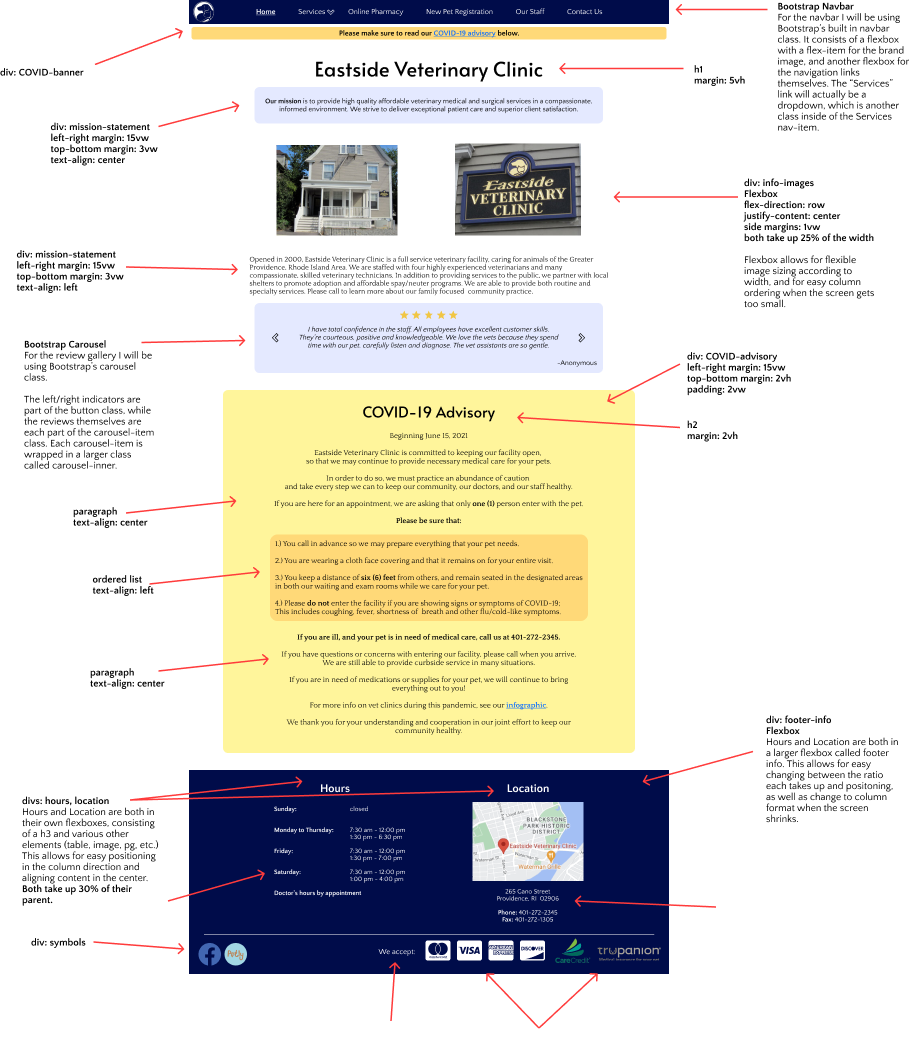 Home Services Online Pharmacy New Pet Registration Our Staff Contact Us
Please make sure to read our COVID-19 advisory below.
Bootstrap Navbar
For the navbar I will be using
Bootstrap's built in navbar
class. It consists of a flexbox
with a flex-item for the brand
image, and another flexbox for
the navigation links
themselves. The "Services"
link will actually be a
dropdown, which is another
class inside of the Services
nav-item.
div: COVID-banner
Eastside Veterinary Clinic
h1
margin: 5vh
Our mission is to provide high quality affordable veterinary medical and surgical services in a compassionate,
informed environment. We strive to deliver exceptional patient care and superior client satisfaction.
div: mission-statement
left-right margin: 15vw
top-bottom margin: 3vw
text-align: center
Eastside
VETERINARY
CLINIC
div: info-images
Flexbox
flex-direction: row
justify-content: center
side margins: 1vw
both take up 25% of the width
Flexbox allows for flexible
image sizing according to
width, and for easy column
ordering when the screen gets
too small.
div: mission-statement
left-right margin: 15vw
top-bottom margin: 3vw
text-align: left
Opened in 2000, Eastside Veterinary Clinic is a full service veterinary facility, caring for animals of the Greater
Providence, Rhode Island Area. We are staffed with four highly experienced veterinarians and many
compassionate, skilled veterinary technicians. In addition to providing services to the public, we partner with local
shelters to promote adoption and affordable spay/neuter programs. We are able to provide both routine and
specialty services. Please call to learn more about our family focused community practice.
I have total confidence in the staff. All employees have excellent customer skills.
They're courteous, positive and knowledgeable. We love the vets because they spend
time with our pet, carefully listen and diagnose. The vet assistants are so gentle.
-Anonymous
Bootstrap Carousel
For the review gallery I will be
using Bootstrap's carousel
class.
The left/right indicators are
part of the button class, while
the reviews themselves are
each part of the carousel-item
class. Each carousel-item is
wrapped in a larger class
called carousel-inner.
div: COVID-advisory
left-right margin: 15vw
top-bottom margin: 2vh
padding: 2vw
COVID-19 Advisory
h2
margin: 2vh
Beginning June 15, 2021
Eastside Veterinary Clinic is committed to keeping our facility open,
so that we may continue to provide necessary medical care for your pets.
In order to do so, we must practice an abundance of caution
and take every step we can to keep our community, our doctors, and our staff healthy.
If you are here for an appointment, we are asking that only one (1) person enter with the pet.
Please be sure that:
paragraph
text-align: center
1.) You call in advance so we may prepare everything that your pet needs.
2.) You are wearing a cloth face covering and that it remains on for your entire visit.
3.) You keep a distance of six (6) feet from others, and remain seated in the designated areas
in both our waiting and exam rooms while we care for your pet.
4.) Please do not enter the facility if you are showing signs or symptoms of COVID-19;
This includes coughing, fever, shortness of breath and other flu/cold-like symptoms.
ordered list
text-align: left
If you are ill, and your pet is in need of medical care, call us at 401-272-2345.
If you have questions or concerns with entering our facility, please call when you arrive.
We are still able to provide curbside service in many situations.
If you are in need of medications or supplies for your pet, we will continue to bring
everything out to you!
For more info on vet clinics during this pandemic, see our infographic.
We thank you for your understanding and cooperation in our joint effort to keep our
community healthy.
paragraph
text-align: center
div: footer-info
Flexbox
Hours and Location are both in
a larger flexbox called footer
info. This allows for easy
changing between the ratio
each takes up and positoning,
as well as change to column
format when the screen
shrinks.
divs: hours, location
Hours and Location are both in
their own flexboxes, consisting
of a h3 and various other
elements (table, image, pg, etc.)
This allows for easy positioning
in the column direction and
aligning content in the center.
Both take up 30% of their
parent.
Hours
Sunday: closed
Monday to Thursday: 7:30 am - 12:00 pm
1:30 pm - 6:30 pm
Friday: 7:30 am - 12:00 pm
1:30 pm - 7:00 pm
Saturday: 7:30 am - 12:00 pm
1:00 pm - 4:00 pm
Doctor's hours by appointment
Location
BLACKSTONE
PARK HISTORIC
DISTRICT
Eastside Veterinary Clinic
Waterman Grille
265 Gano Street
Providence, RI 02906
Phone: 401-272-2345
Fax: 401-272-1305
div: symbols
Petly
We accept:
VISA
AMERICAN EXPRESS
DISCOVER
CareCredit
trupanion